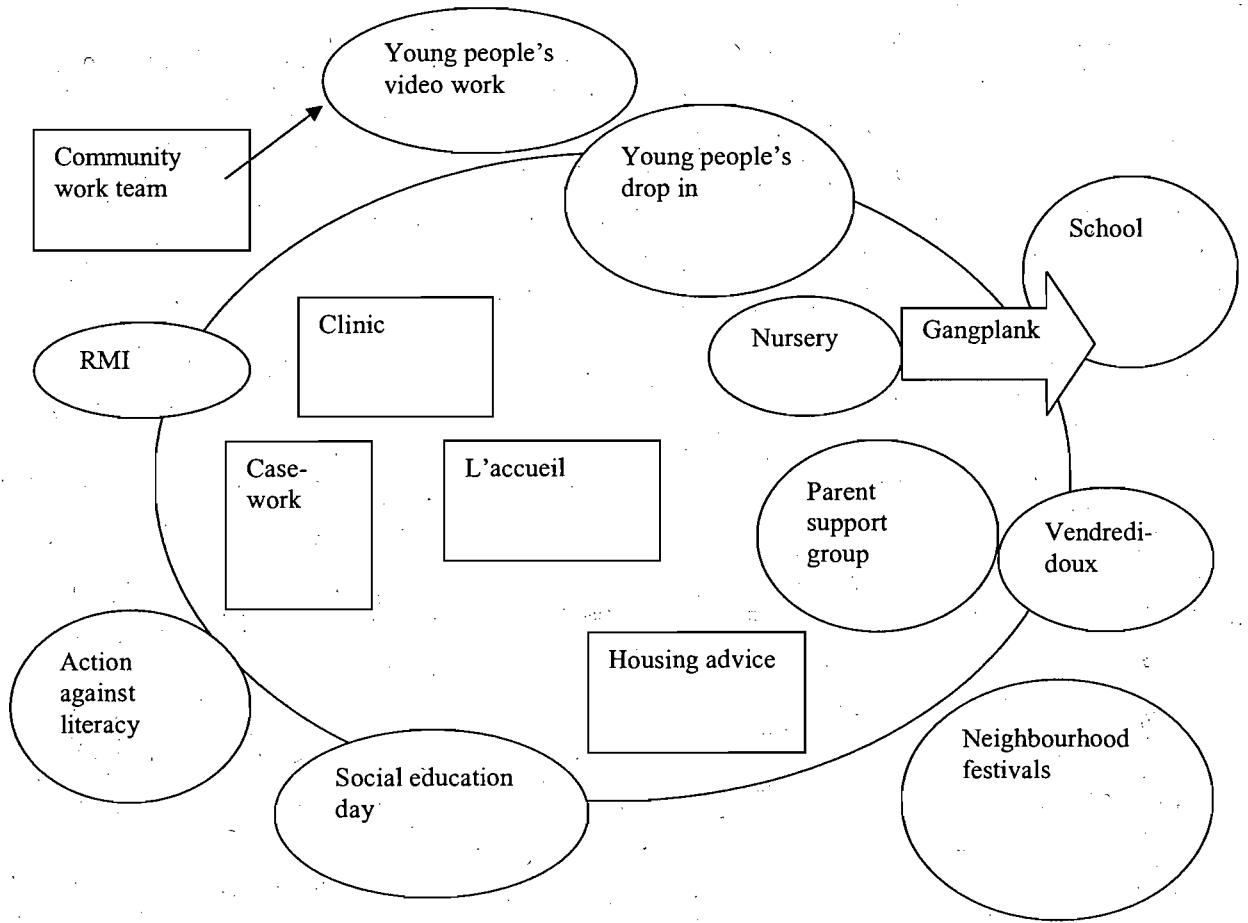 Young people's
video work
Community
work team
Young people's
drop in
School
Clinic
RMI
Nursery
Gangplank
Case-
work
L'accueil
Parent
support
group
Vendredi-
doux
Action
against
literacy
Housing advice
Social education
day
Neighbourhood
festivals